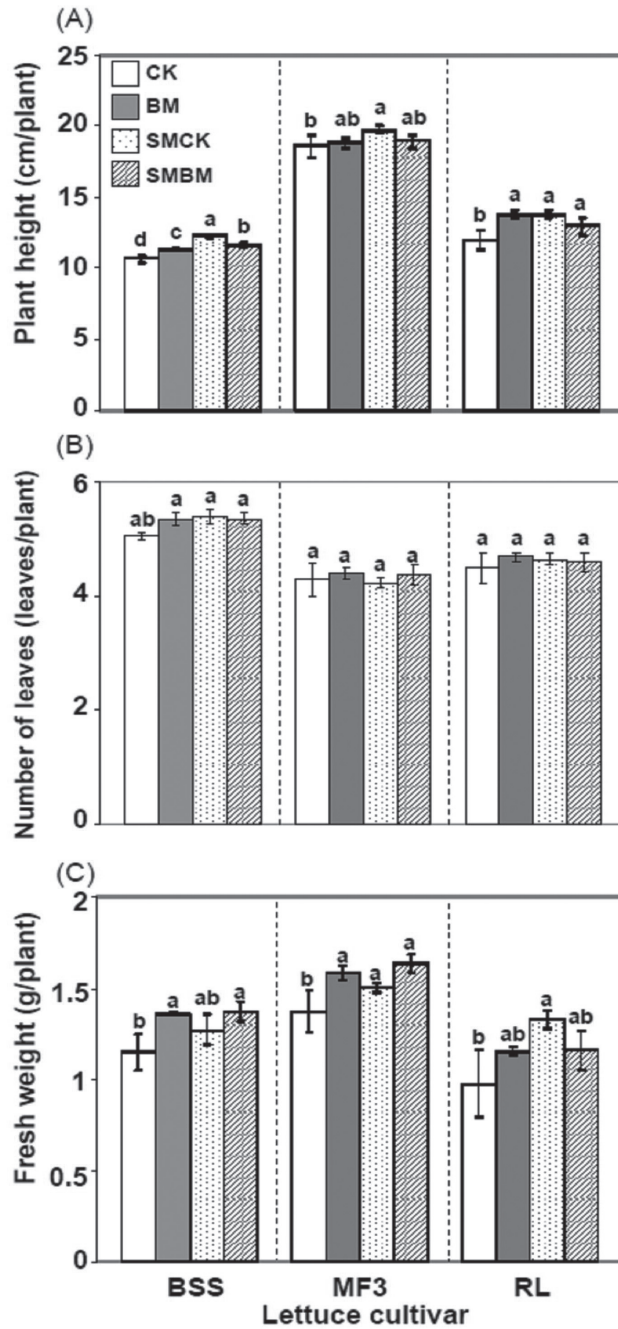 (A)
Plant height (cm/plant)
25
20
15
10
5
0
CK
BM
SMCK
SMBM
d c a b
b ab a ab
b a a a
(B)
Number of leaves (leaves/plant)
6
4
2
0
ab a a a
a a a a
a a a a
(C)
Fresh weight (g/plant)
2
1.5
1
0.5
0
b a ab a
b a a a
b ab a ab
BSS MF3 RL
Lettuce cultivar